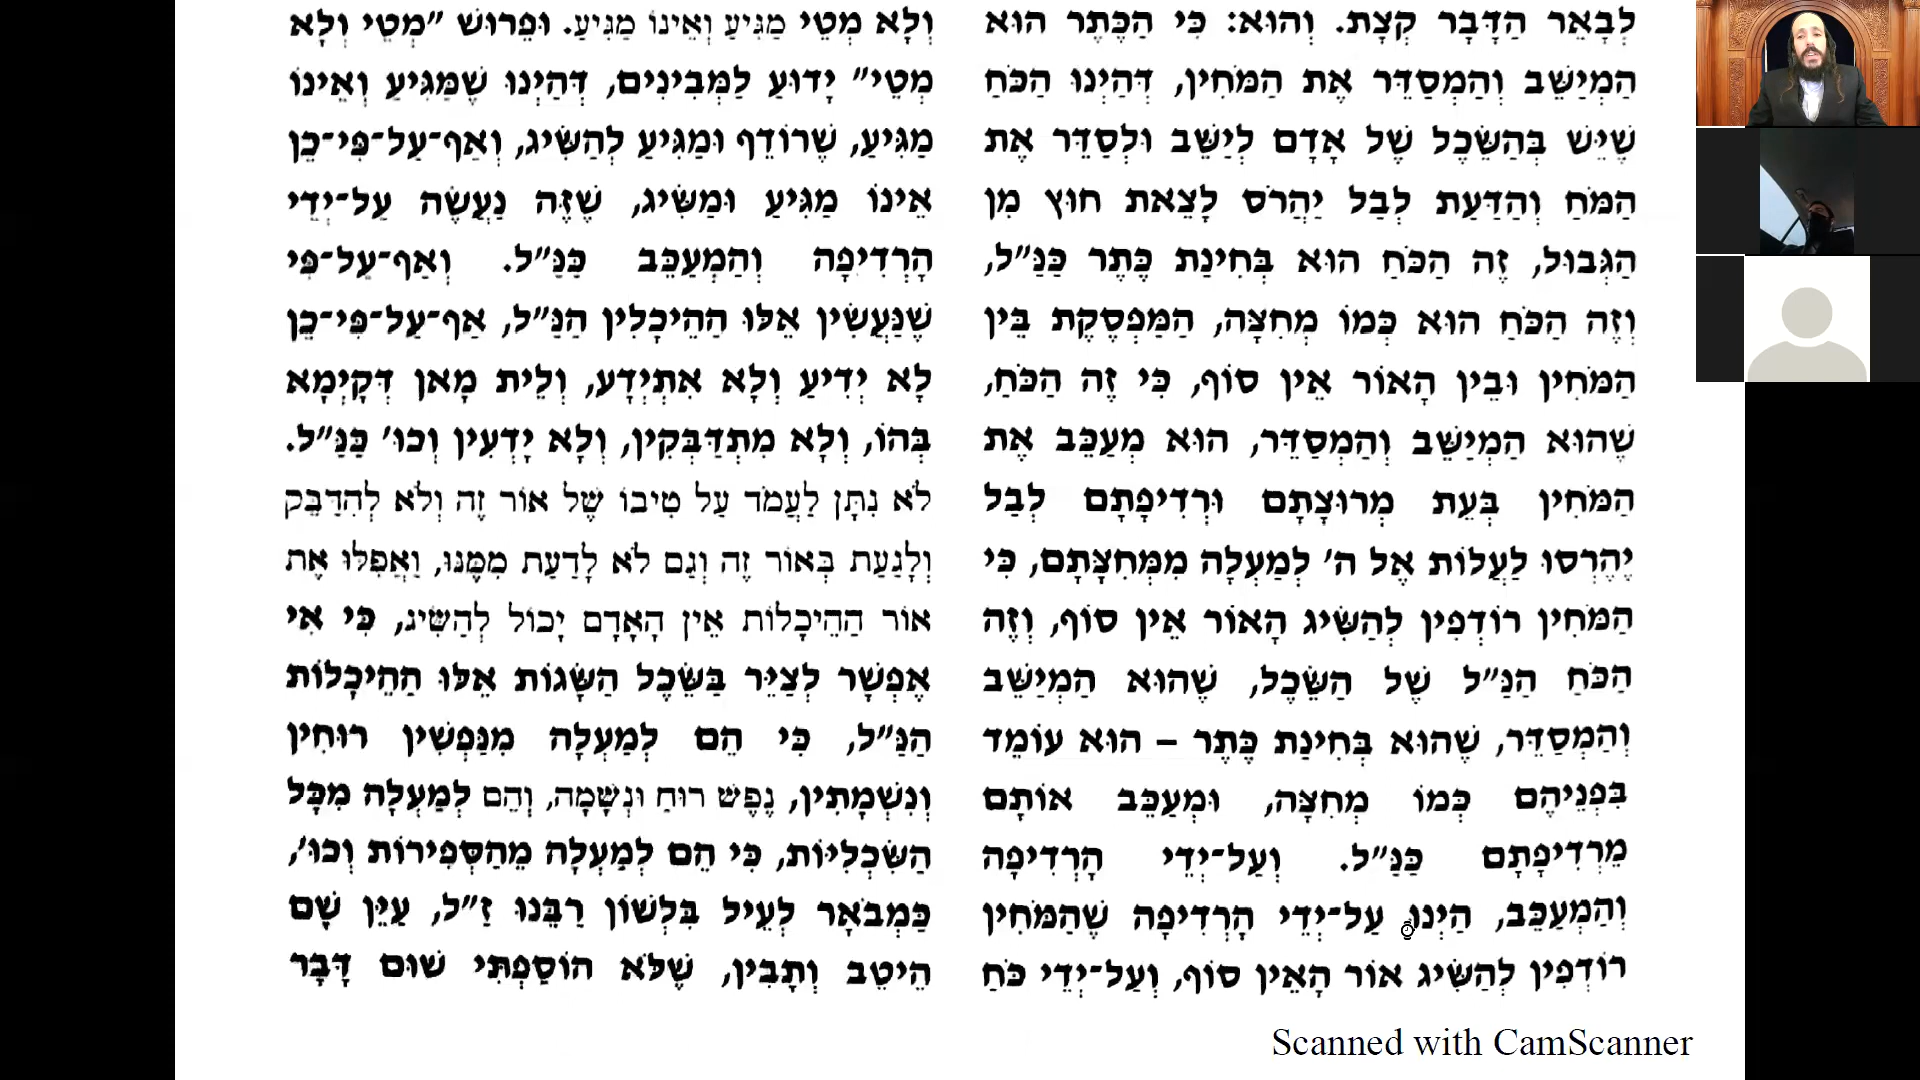 לְבָאֵר הַדָּבָר קְצָת. וְהוּא: כִּי הַכֶּתֶר הוּא
הַמְיַשֵּׁב וְהַמְסַדֵּר אֶת הַמֹּחִין, דְּהַיְנוּ הַכֹּחַ
שֶׁיֵּשׁ בְּהַשֵּׂכֶל שֶׁל אָדָם לְיַשֵּׁב וּלְסַדֵּר אֶת
הַמֹּחַ וְהַדַּעַת לְבַל יַהֲרֹס לָצֵאת חוּץ מִן
הַגְּבוּל, זֶה הַכֹּחַ הוּא בְּחִינַת כֶּתֶר כַּנַּ"ל,
וְזֶה הַכֹּחַ הוּא כְּמוֹ מְחִצָּה, הַמַּפְסֶקֶת בֵּין
הַמֹּחִין וּבֵין הָאוֹר אֵין סוֹף, כִּי זֶה הַכֹּחַ,
שֶׁהוּא הַמְיַשֵּׁב וְהַמְסַדֵּר, הוּא מְעַכֵּב אֶת
הַמֹּחִין בְּעֵת מְרוּצָתָם וּרְדִיפָתָם לְבַל
יֶהֶרְסוּ לַעֲלוֹת אֶל ה' לְמַעְלָה מִמְּחִצָּתָם, כִּי
הַמֹּחִין רוֹדְפִין לְהַשִּׂיג הָאוֹר אֵין סוֹף, וְזֶה
הַכֹּחַ הַנַּ"ל שֶׁל הַשֵּׂכֶל, שֶׁהוּא הַמְיַשֵּׁב
וְהַמְסַדֵּר, שֶׁהוּא בְּחִינַת כֶּתֶר – הוּא עוֹמֵד
בִּפְנֵיהֶם כְּמוֹ מְחִצָּה, וּמְעַכֵּב אוֹתָם
מֵרְדִיפָתָם כַּנַּ"ל. וְעַל־יְדֵי הָרְדִיפָה
וְהַמְעַכֵּב, הַיְנוּ עַל־יְדֵי הָרְדִיפָה שֶׁהַמֹּחִין
רוֹדְפִין לְהַשִּׂיג אוֹר הָאֵין סוֹף, וְעַל־יְדֵי כֹּחַ
וְלָא מְטֵי מַגִּיעַ וְאֵינוֹ מַגִּיעַ. וּפֵרוּשׁ "מְטֵי וְלָא
מְטֵי" יָדוּעַ לַמְּבִינִים, דְּהַיְנוּ שֶׁמַּגִּיעַ וְאֵינוֹ
מַגִּיעַ, שֶׁרוֹדֵף וּמַגִּיעַ לְהַשִּׂיג, וְאַף־עַל־פִּי־כֵן
אֵינוֹ מַגִּיעַ וּמַשִּׂיג, שֶׁזֶּה נַעֲשֶׂה עַל־יְדֵי
הָרְדִיפָה וְהַמְעַכֵּב כַּנַּ"ל. וְאַף־עַל־פִּי
שֶׁנַּעֲשִׂין אֵלּוּ הַהֵיכָלִין הַנַּ"ל, אַף־עַל־פִּי־כֵן
לָא יְדִיעַ וְלָא אִתְיְדַע, וְלֵית מָאן דְּקָיְמָא
בְּהוֹ, וְלָא מִתְדַּבְּקִין, וְלָא יָדְעִין וְכוּ' כַּנַּ"ל.
לֹא נִתָּן לַעֲמֹד עַל טִיבוֹ שֶׁל אוֹר זֶה וְלֹא לְהִדַּבֵּק
וְלָגַעַת בְּאוֹר זֶה וְגַם לֹא לָדַעַת מִמֶּנּוּ, וַאֲפִלּוּ אֶת
אוֹר הַהֵיכָלוֹת אֵין הָאָדָם יָכוֹל לְהַשִּׂיג, כִּי אִי
אֶפְשָׁר לְצַיֵּר בַּשֵּׂכֶל הַשָּׂגוֹת אֵלּוּ הַהֵיכָלוֹת
הַנַּ"ל, כִּי הֵם לְמַעְלָה מִנַּפְשִׁין רוּחִין
וְנִשְׁמָתִין, נֶפֶשׁ רוּחַ וּנְשָׁמָה, וְהֵם לְמַעְלָה מִכָּל
הַשִּׂכְלִיּוֹת, כִּי הֵם לְמַעְלָה מֵהַסְּפִירוֹת וְכוּ',
כַּמְבֹאָר לְעֵיל בִּלְשׁוֹן רַבֵּנוּ זַ"ל, עַיֵּן שָׁם
הֵיטֵב וְתָבִין, שֶׁלֹּא הוֹסַפְתִּי שׁוּם דָּבָר
Scanned with CamScanner